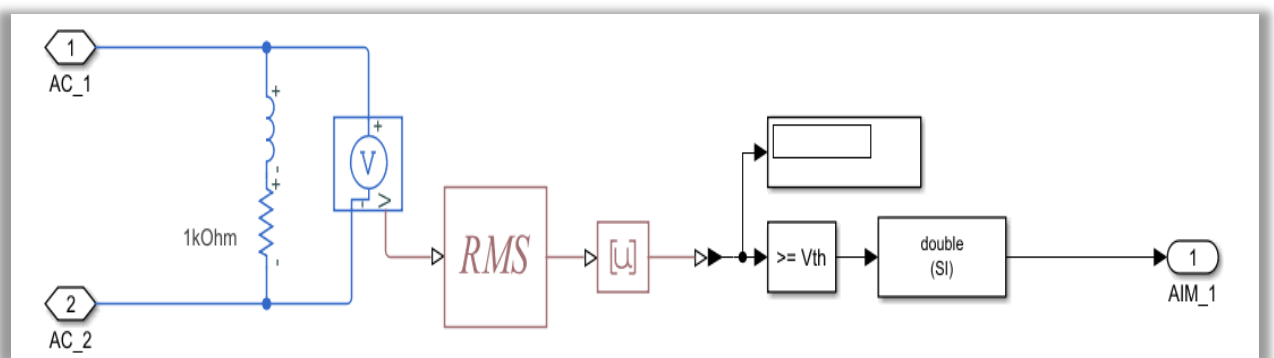 1
AC_1
+
-
+
1kOhm
-
+
V
-
>
RMS
[u]
>= Vth
double
(SI)
1
AIM_1
2
AC_2